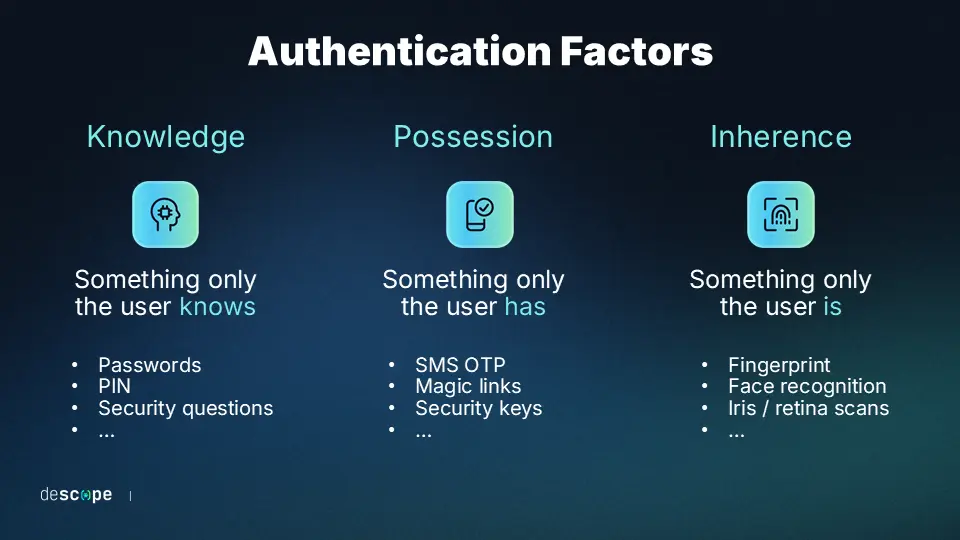 Authentication Factors
Knowledge
Something only
the user knows
• Passwords
• PIN
• Security questions
• ...
Possession
Something only
the user has
• SMS OTP
• Magic links
• Security keys
• ...
Inherence
Something only
the user is
• Fingerprint
• Face recognition
• Iris / retina scans
• ...
descope |